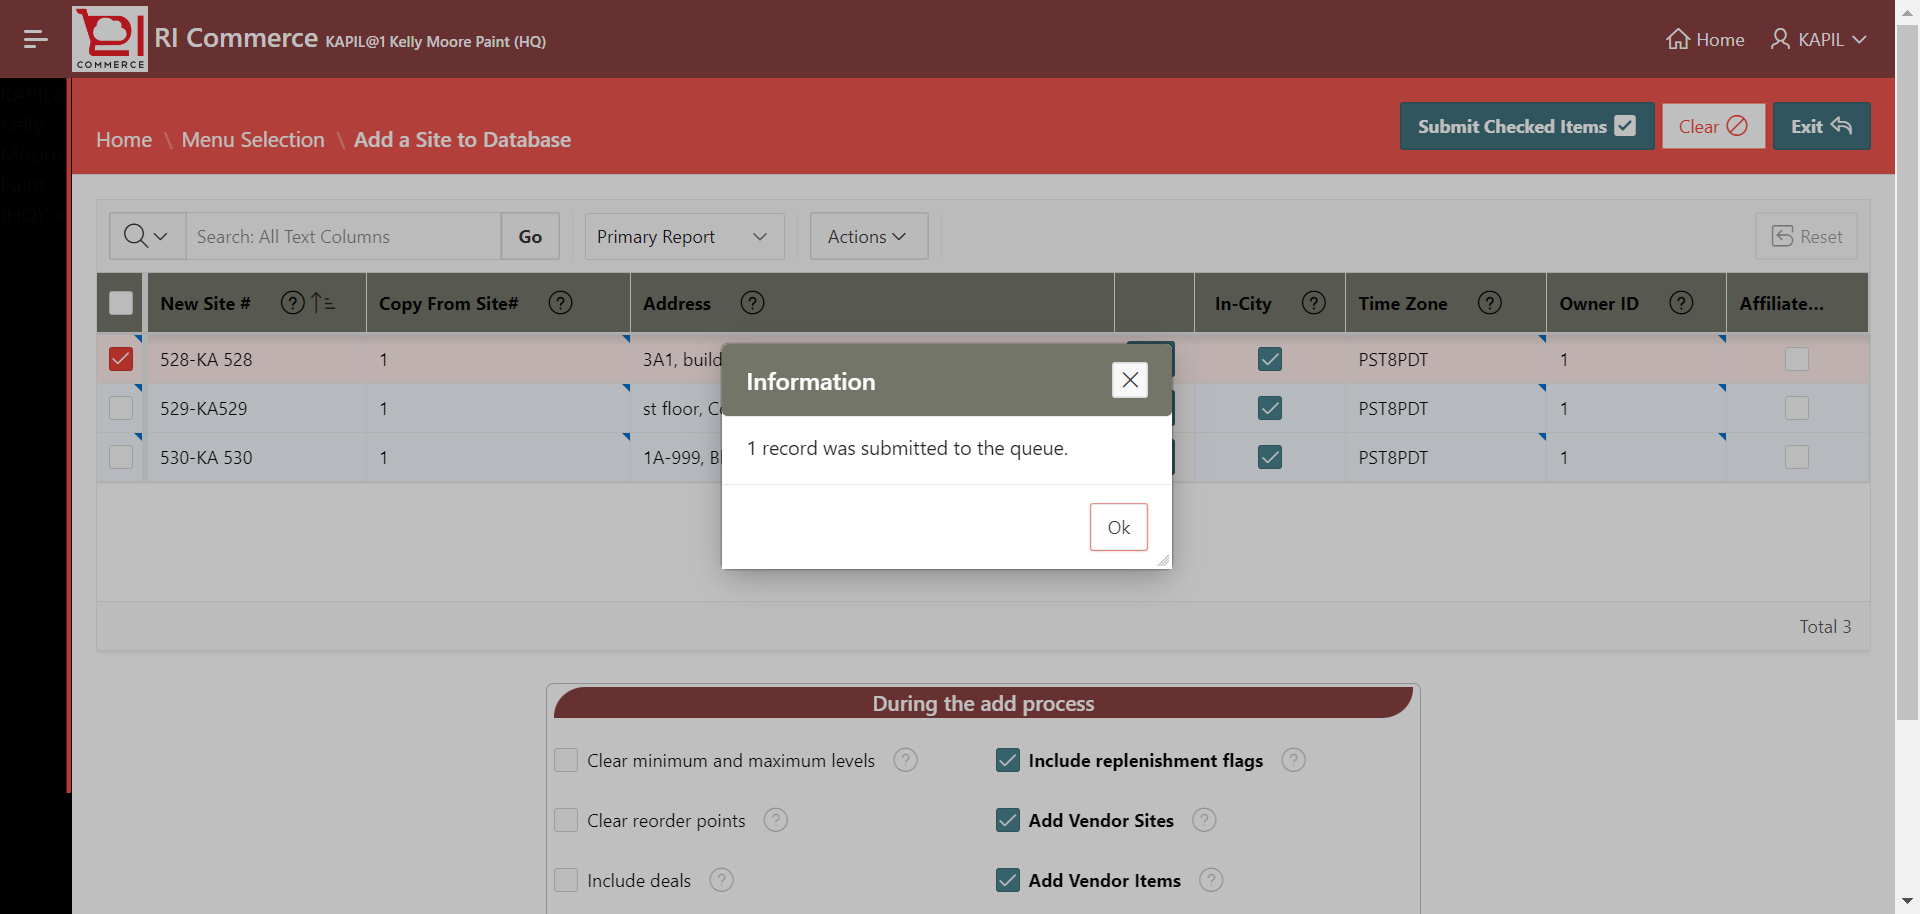 COMMERCE
RI Commerce KAPIL@1 Kelly Moore Paint (HQ)
Home
KAPIL
KAPIL@
Kelly
Moore
Paint
(HQ)
Home \ Menu Selection \ Add a Site to Database
Submit Checked Items
Clear
Exit
Search: All Text Columns
Go
Primary Report
Actions
Reset
New Site # ? Copy From Site# ? Address ? In-City ? Time Zone ? Owner ID ? Affiliate...
528-KA 528 1 3A1, build PST8PDT 1
529-KA529 1 st floor, PST8PDT 1
530-KA 530 1 1A-999, PST8PDT 1
Information
1 record was submitted to the queue.
Ok
Total 3
During the add process
Clear minimum and maximum levels ?
Include replenishment flags ?
Clear reorder points ?
Add Vendor Sites ?
Include deals ?
Add Vendor Items ?